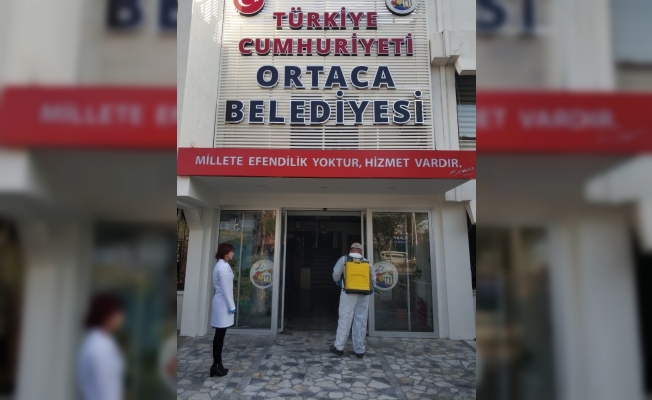 TÜRKİYE
CUMHURİYETİ
ORTACA
BELEDİYESİ
MİLLETE EFENDİLİK YOKTUR, HİZMET VARDIR.